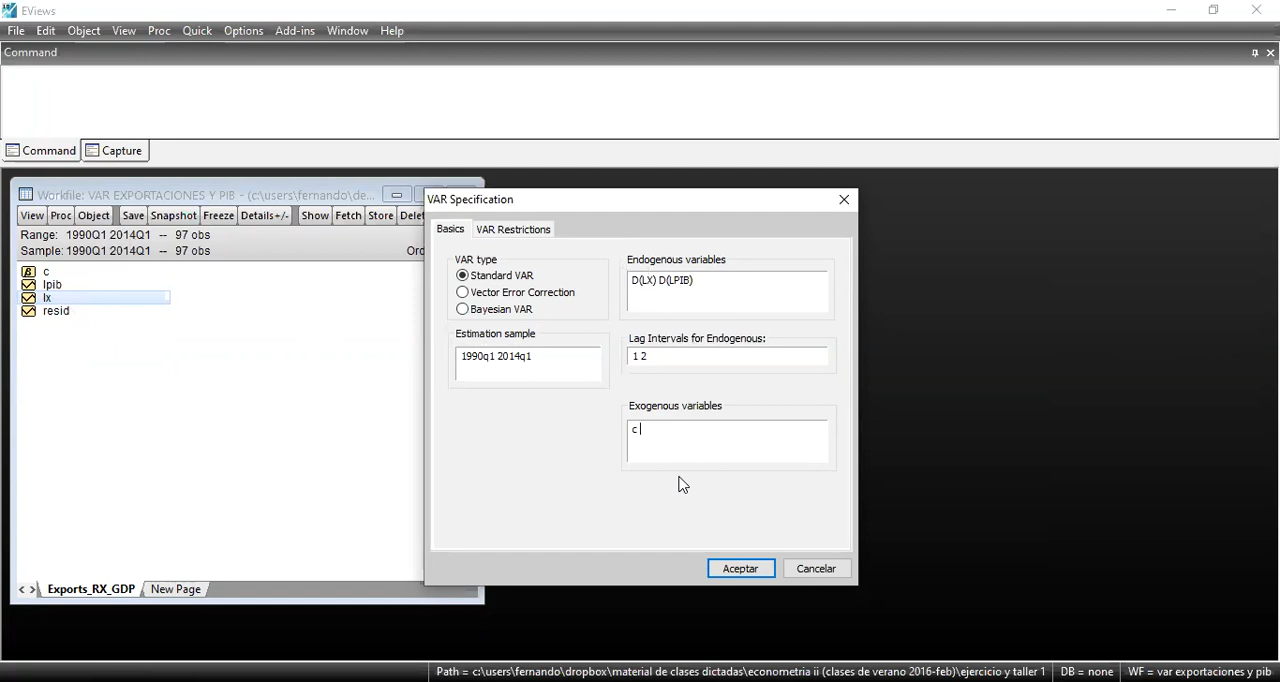 EViews
File Edit Object View Proc Quick Options Add-ins Window Help
Command
Command Capture
Workfile: VAR EXPORTACIONES Y PIB - (c:\users\fernando\de...
View Proc Object Save Snapshot Freeze Details+/- Show Fetch Store Delet
Range: 1990Q1 2014Q1 -- 97 obs
Sample: 1990Q1 2014Q1 -- 97 obs Ord
c
lpib
lx
resid
Exports_RX_GDP New Page
VAR Specification
Basics VAR Restrictions
VAR type
Standard VAR
Vector Error Correction
Bayesian VAR
Estimation sample
1990q1 2014q1
Endogenous variables
D(LX) D(LPIB)
Lag Intervals for Endogenous:
1 2
Exogenous variables
c
Aceptar Cancelar
Path = c:\users\fernando\dropbox\material de clases dictadas\econometria ii (clases de verano 2016-feb)\ejercicio y taller 1 DB = none WF = var exportaciones y pib